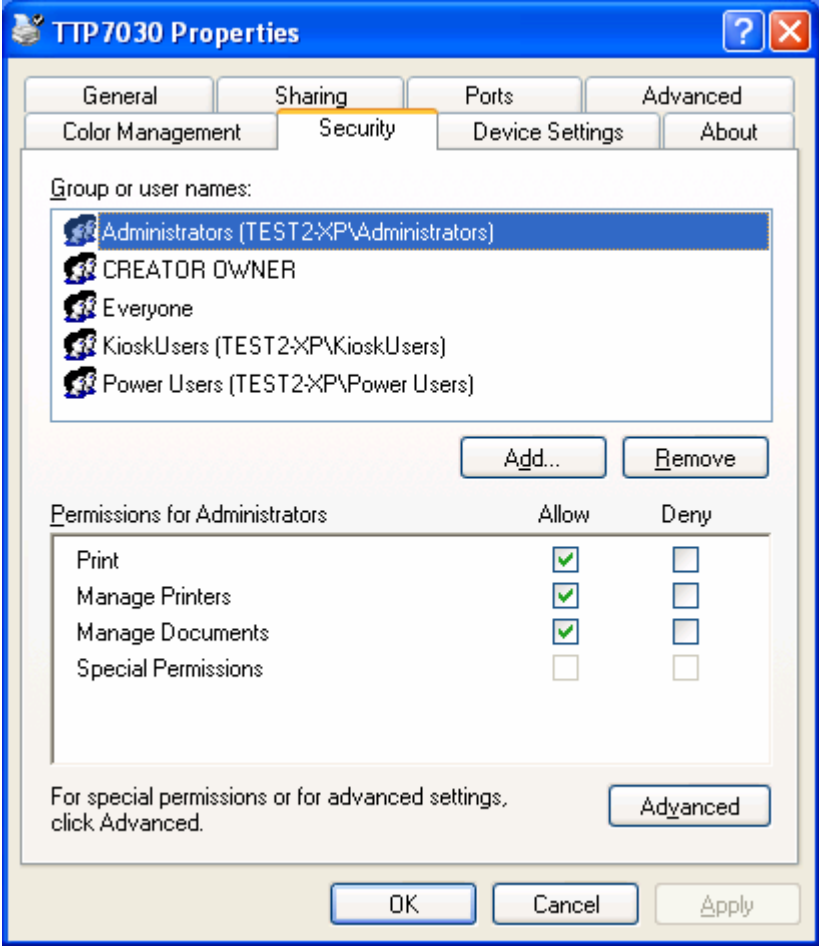 TTP7030 Properties
General Sharing Ports Advanced
Color Management Security Device Settings About
Group or user names:
Administrators (TEST2-XP\Administrators)
CREATOR OWNER
Everyone
KioskUsers (TEST2-XP\KioskUsers)
Power Users (TEST2-XP\Power Users)
Add... Remove
Permissions for Administrators Allow Deny
Print
Manage Printers
Manage Documents
Special Permissions
For special permissions or for advanced settings,
click Advanced.
Advanced
OK Cancel Apply